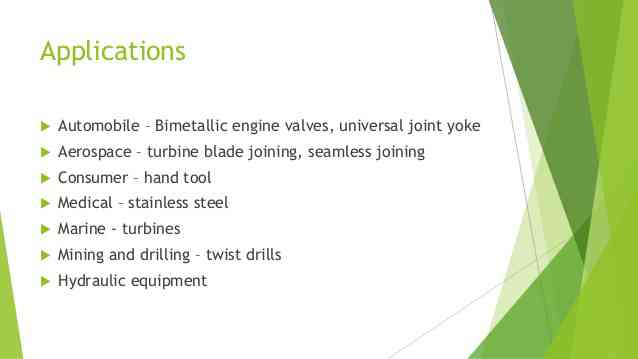 Applications
Automobile – Bimetallic engine valves, universal joint yoke
Aerospace – turbine blade joining, seamless joining
Consumer – hand tool
Medical – stainless steel
Marine - turbines
Mining and drilling – twist drills
Hydraulic equipment